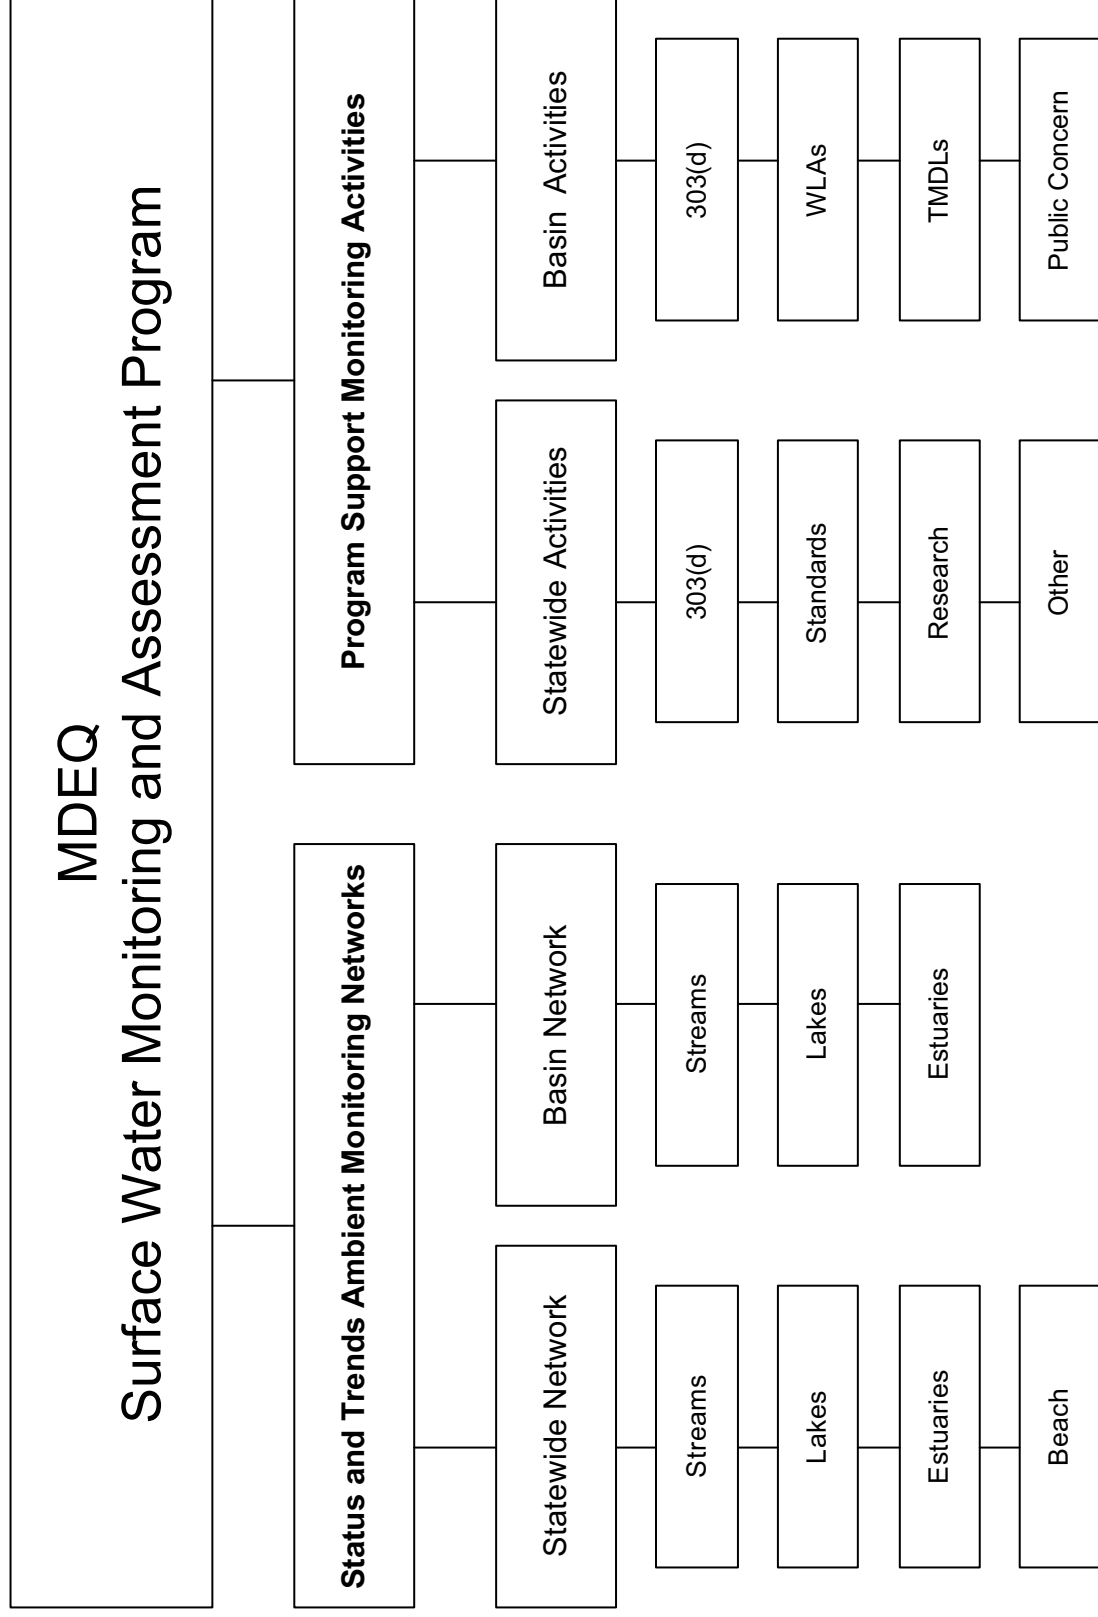 MDEQ
Surface Water Monitoring and Assessment Program
Status and Trends Ambient Monitoring Networks
Program Support Monitoring Activities
Statewide Network
Basin Network
Statewide Activities
Basin Activities
Streams
Streams
303(d)
303(d)
Lakes
Lakes
Standards
WLAs
Estuaries
Estuaries
Research
TMDLs
Beach
Other
Public Concern